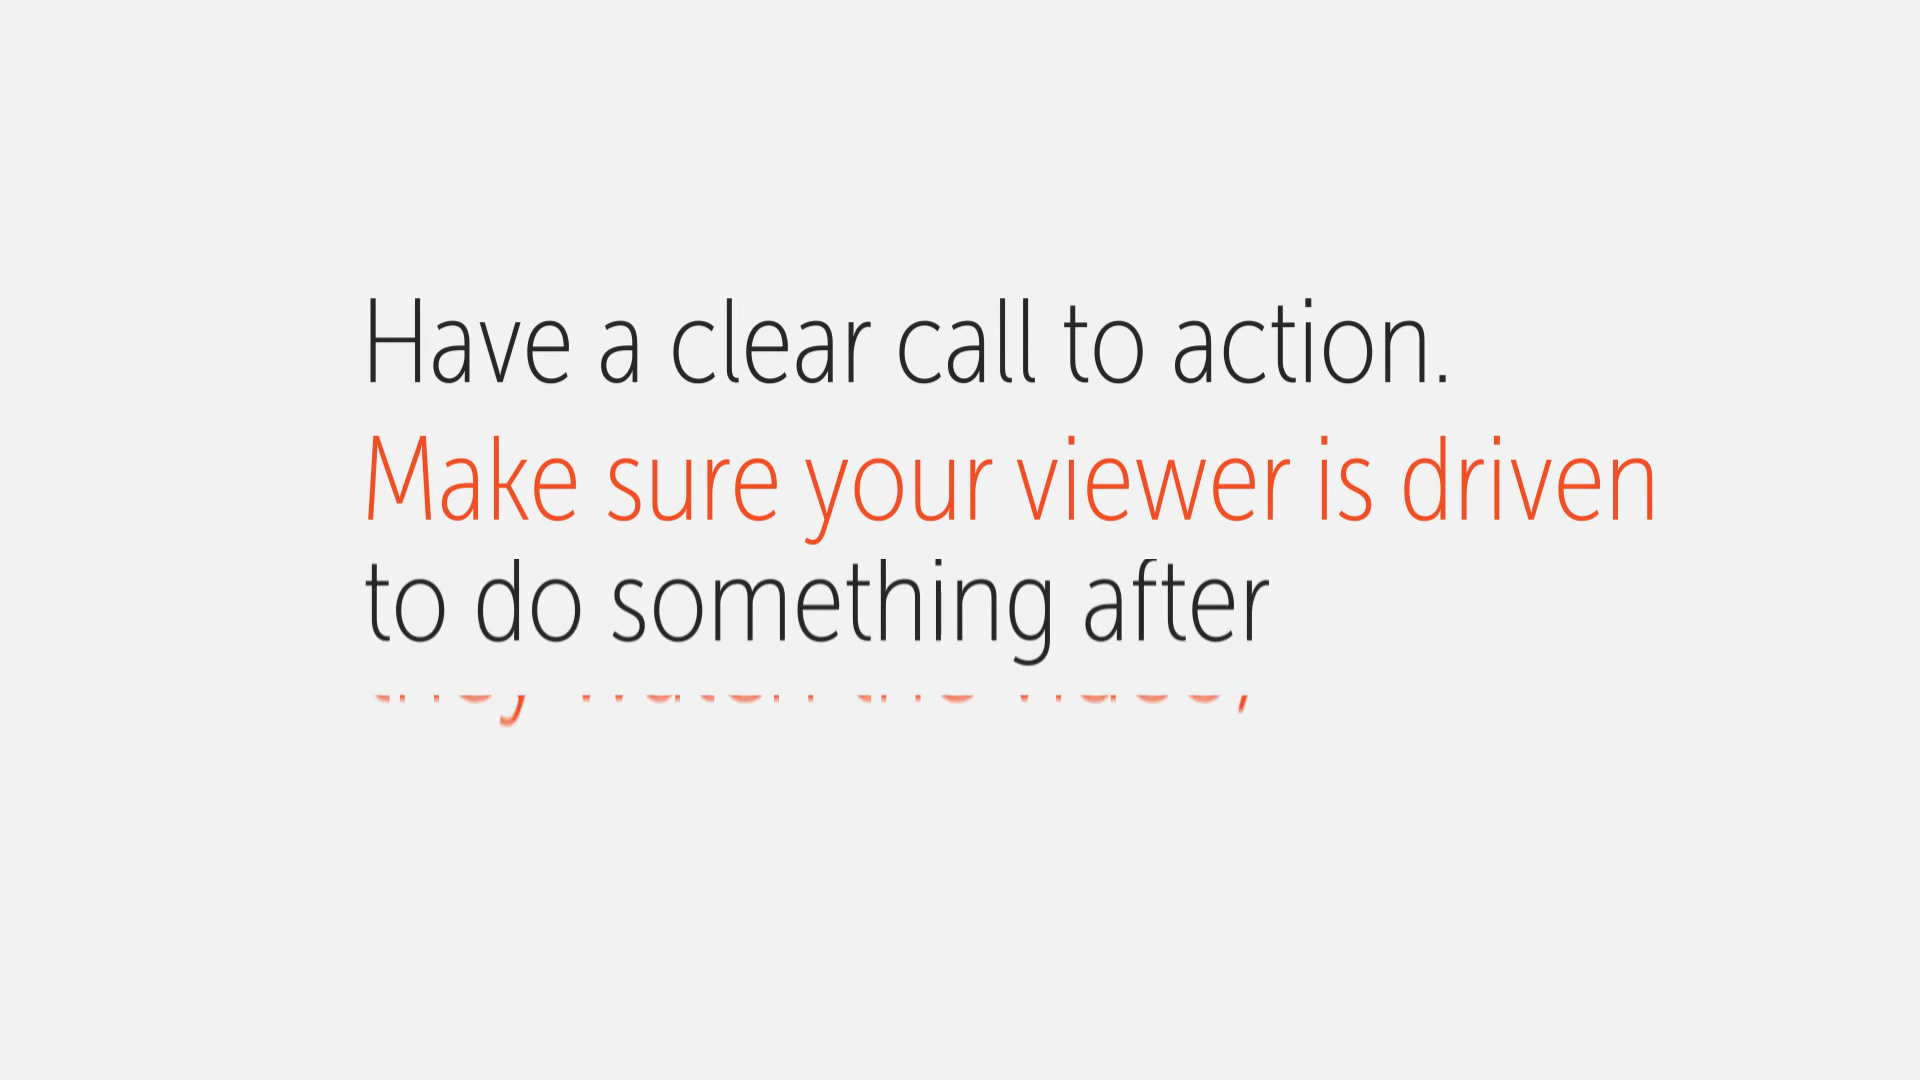 Have a clear call to action.
Make sure your viewer is driven
to do something after